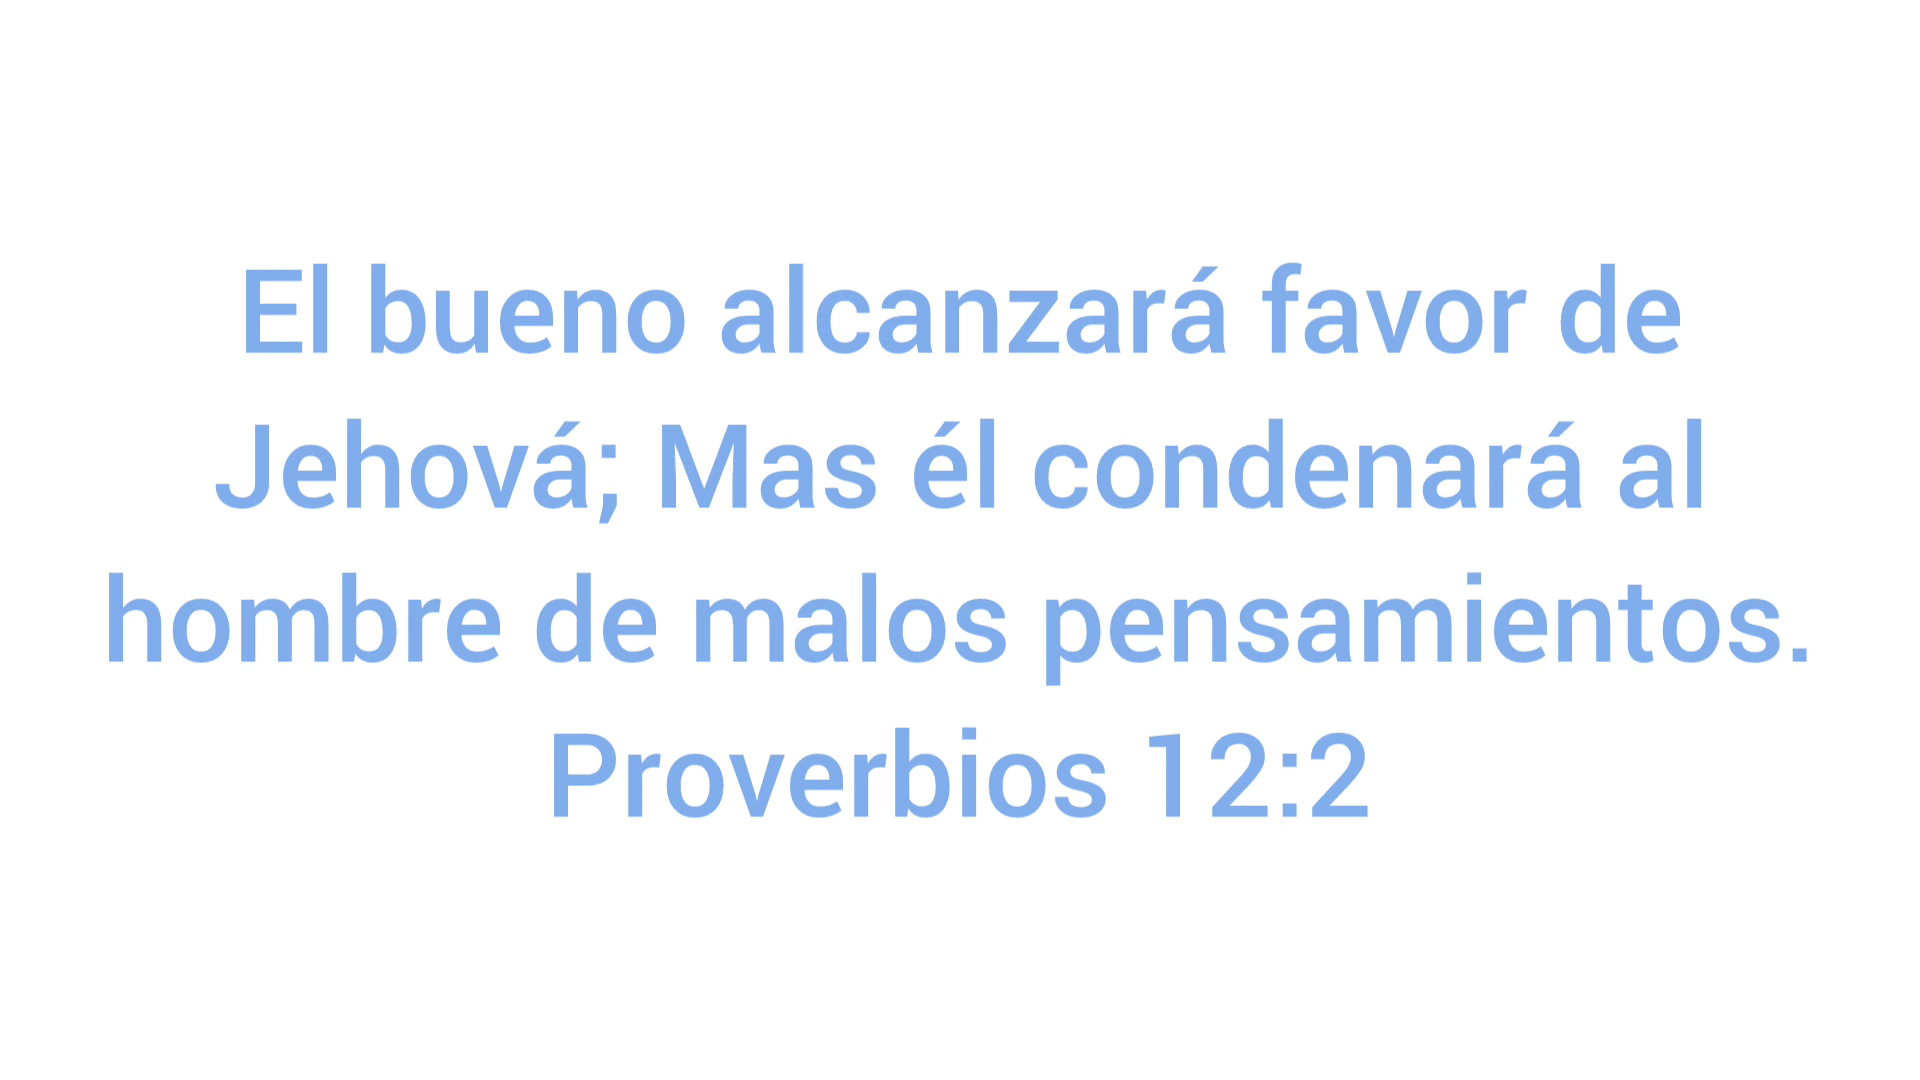 El bueno alcanzará favor de
Jehová; Mas él condenará al
hombre de malos pensamientos.
Proverbios 12:2